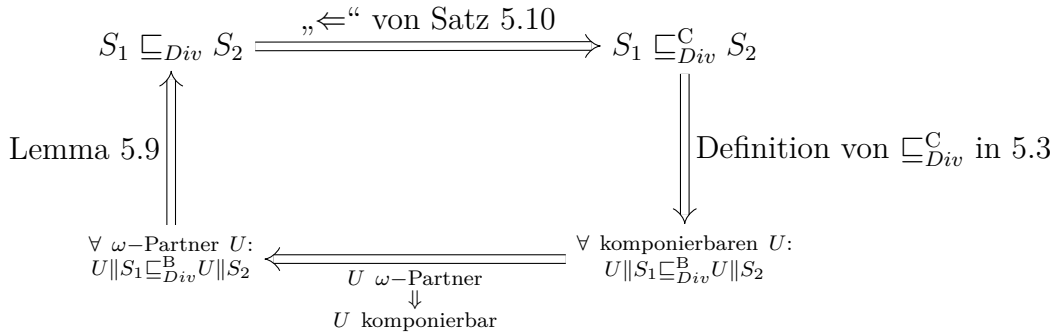 „⇐“ von Satz 5.10
S₁ ⊑_Div S₂
S₁ ⊑^C_Div S₂
Lemma 5.9
Definition von ⊑^C_Div in 5.3
∀ ω−Partner U:
U∥S₁⊑^B_Div U∥S₂
∀ komponierbaren U:
U∥S₁⊑^B_Div U∥S₂
U ω−Partner
⇓
U komponierbar